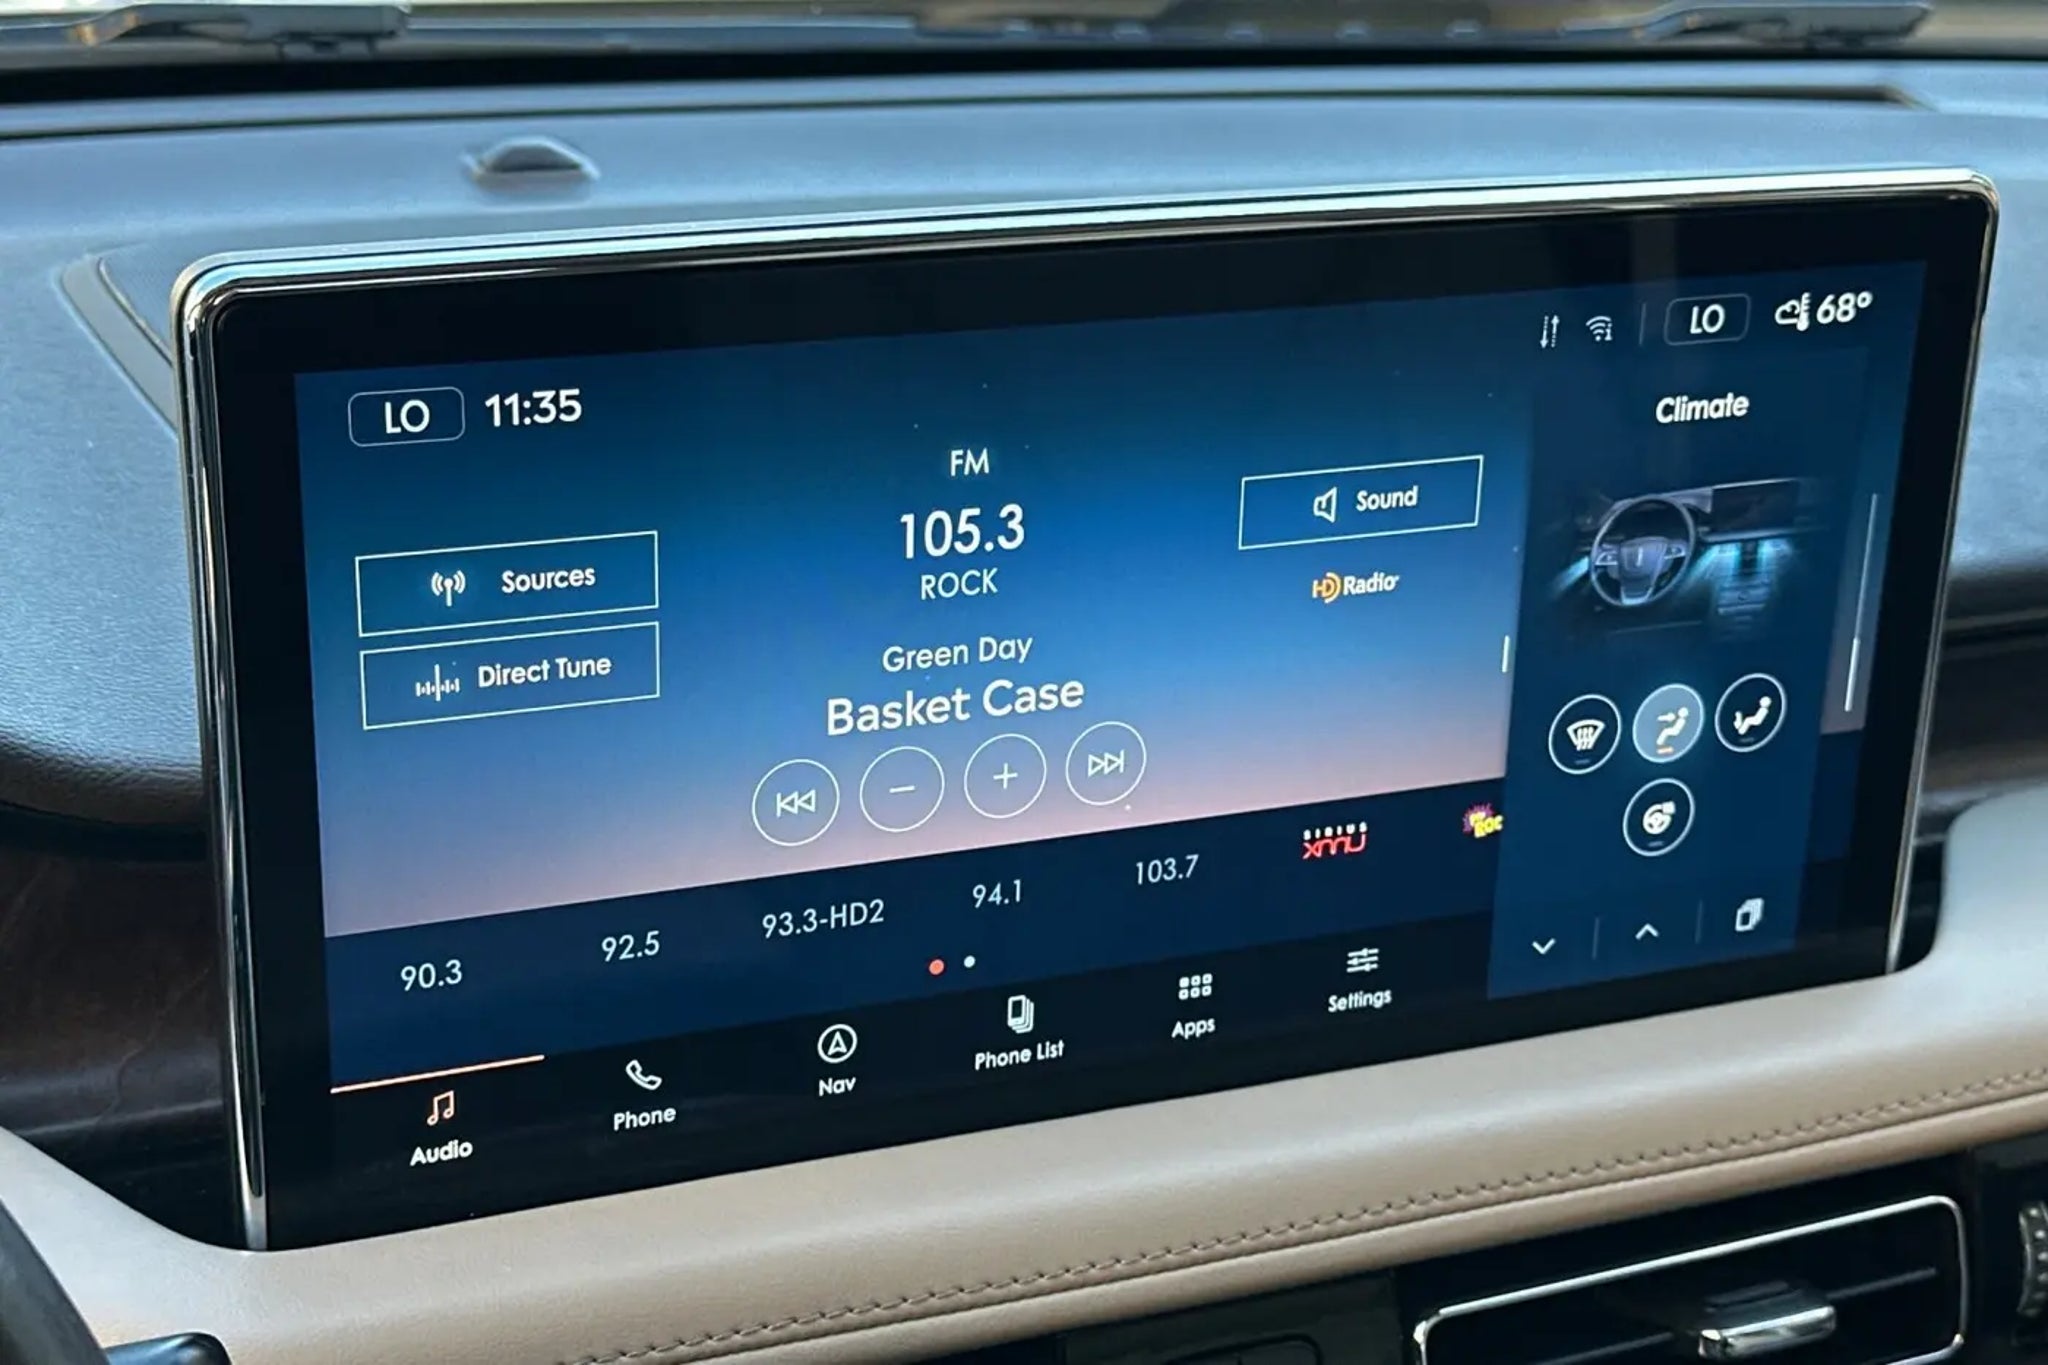 LO 11:35
LO 68°
Climate
FM
105.3
ROCK
Sources
Direct Tune
Sound
HD Radio
Green Day
Basket Case
90.3
92.5
93.3-HD2
94.1
103.7
SIRIUS
xmu
Audio
Phone
Nav
Phone List
Apps
Settings